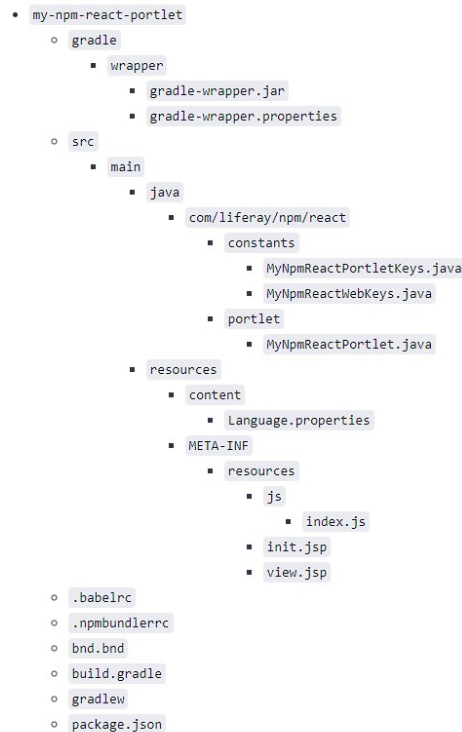 my-npm-react-portlet
gradle
wrapper
gradle-wrapper.jar
gradle-wrapper.properties
src
main
java
com/liferay/npm/react
constants
MyNpmReactPortletKeys.java
MyNpmReactWebKeys.java
portlet
MyNpmReactPortlet.java
resources
content
Language.properties
META-INF
resources
js
index.js
init.jsp
view.jsp
.babelrc
.npmbundlerrc
bnd.bnd
build.gradle
gradlew
package.json